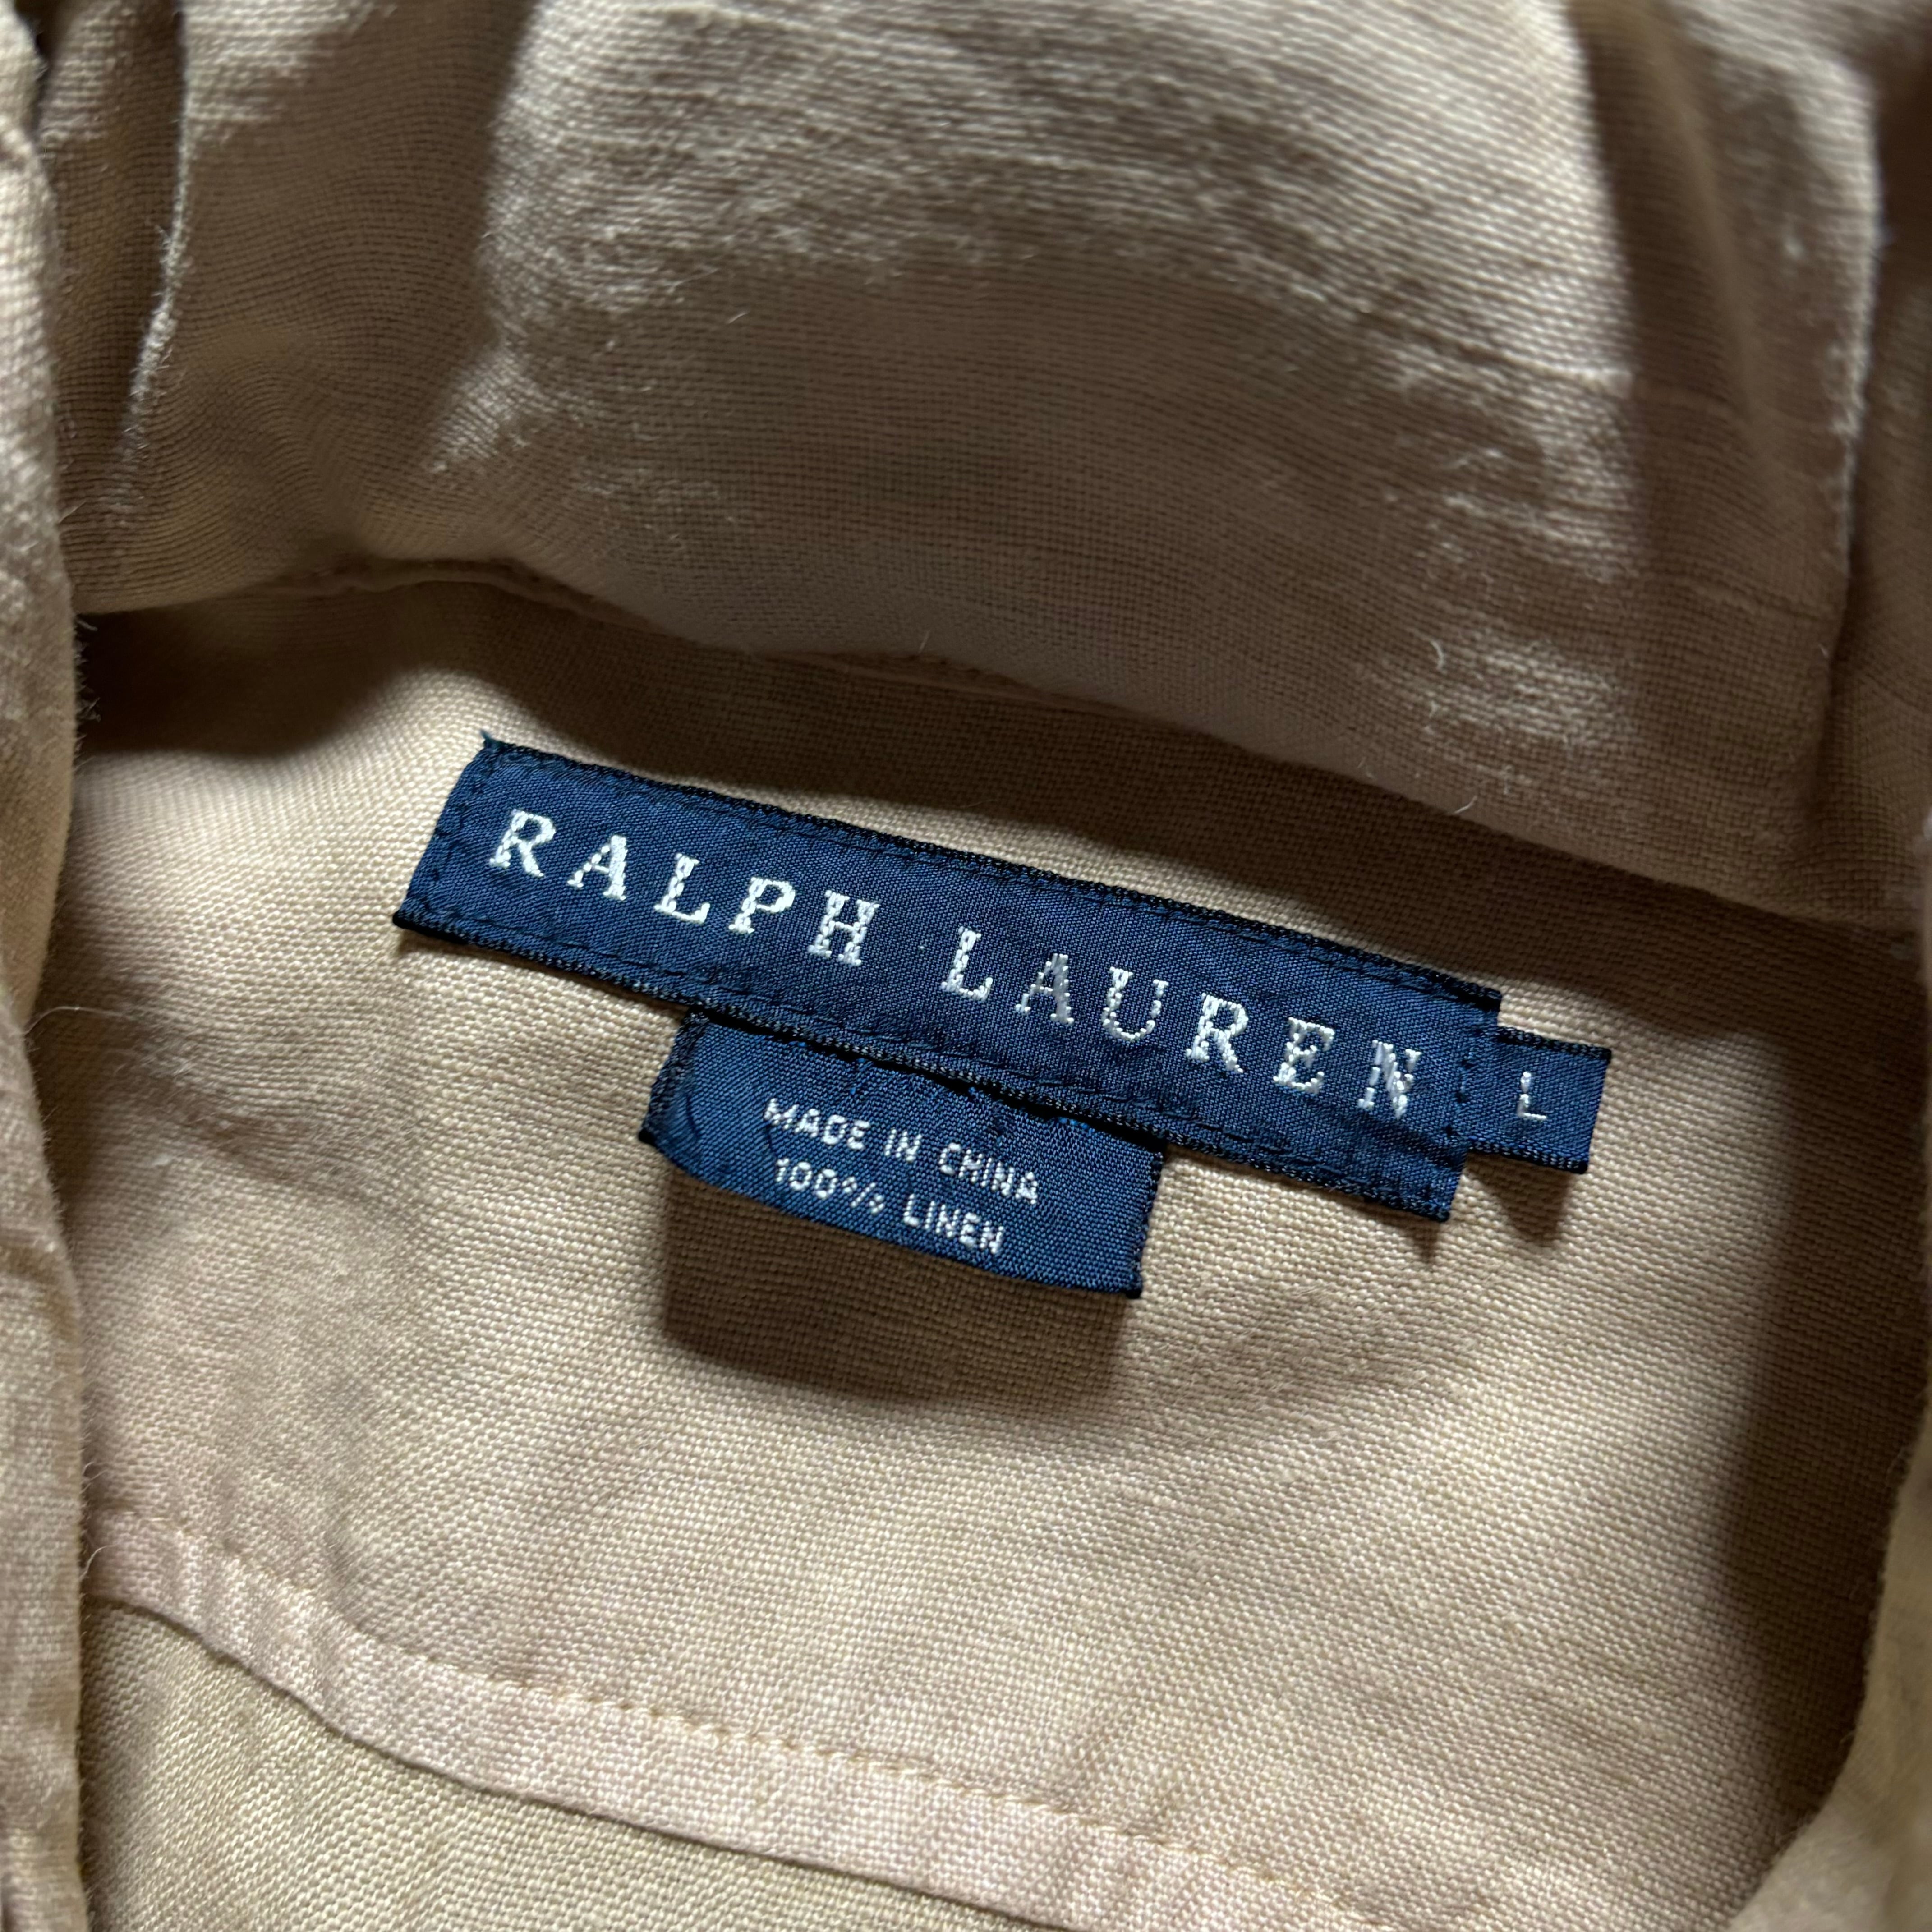 RALPH LAUREN
L
MADE IN CHINA
100% LINEN